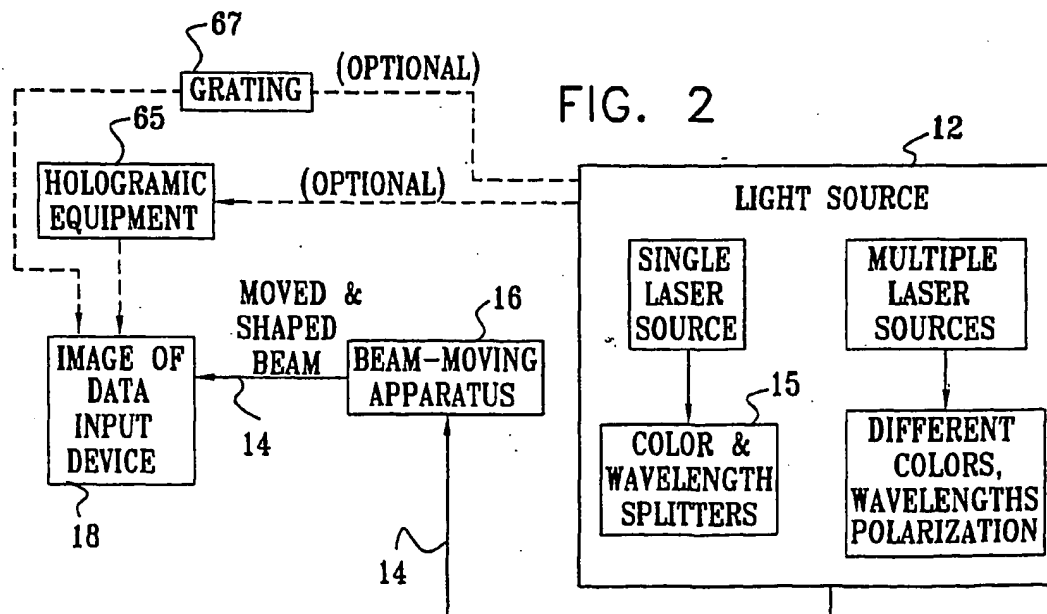 67
(OPTIONAL)
GRATING
FIG. 2
65
12
HOLOGRAMIC
EQUIPMENT
(OPTIONAL)
LIGHT SOURCE
SINGLE
LASER
SOURCE
MULTIPLE
LASER
SOURCES
MOVED &
SHAPED
BEAM
16
IMAGE OF
DATA
INPUT
DEVICE
BEAM-MOVING
APPARATUS
14
15
COLOR &
WAVELENGTH
SPLITTERS
DIFFERENT
COLORS,
WAVELENGTHS
POLARIZATION
18
14